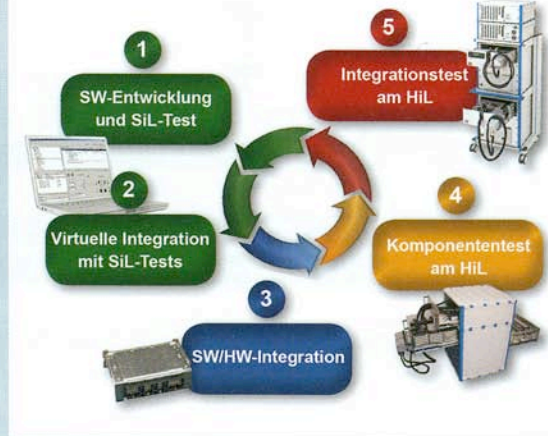 1
SW-Entwicklung
und SiL-Test
2
Virtuelle Integration
mit SiL-Tests
3
SW/HW-Integration
4
Komponententest
am HiL
5
Integrationstest
am HiL